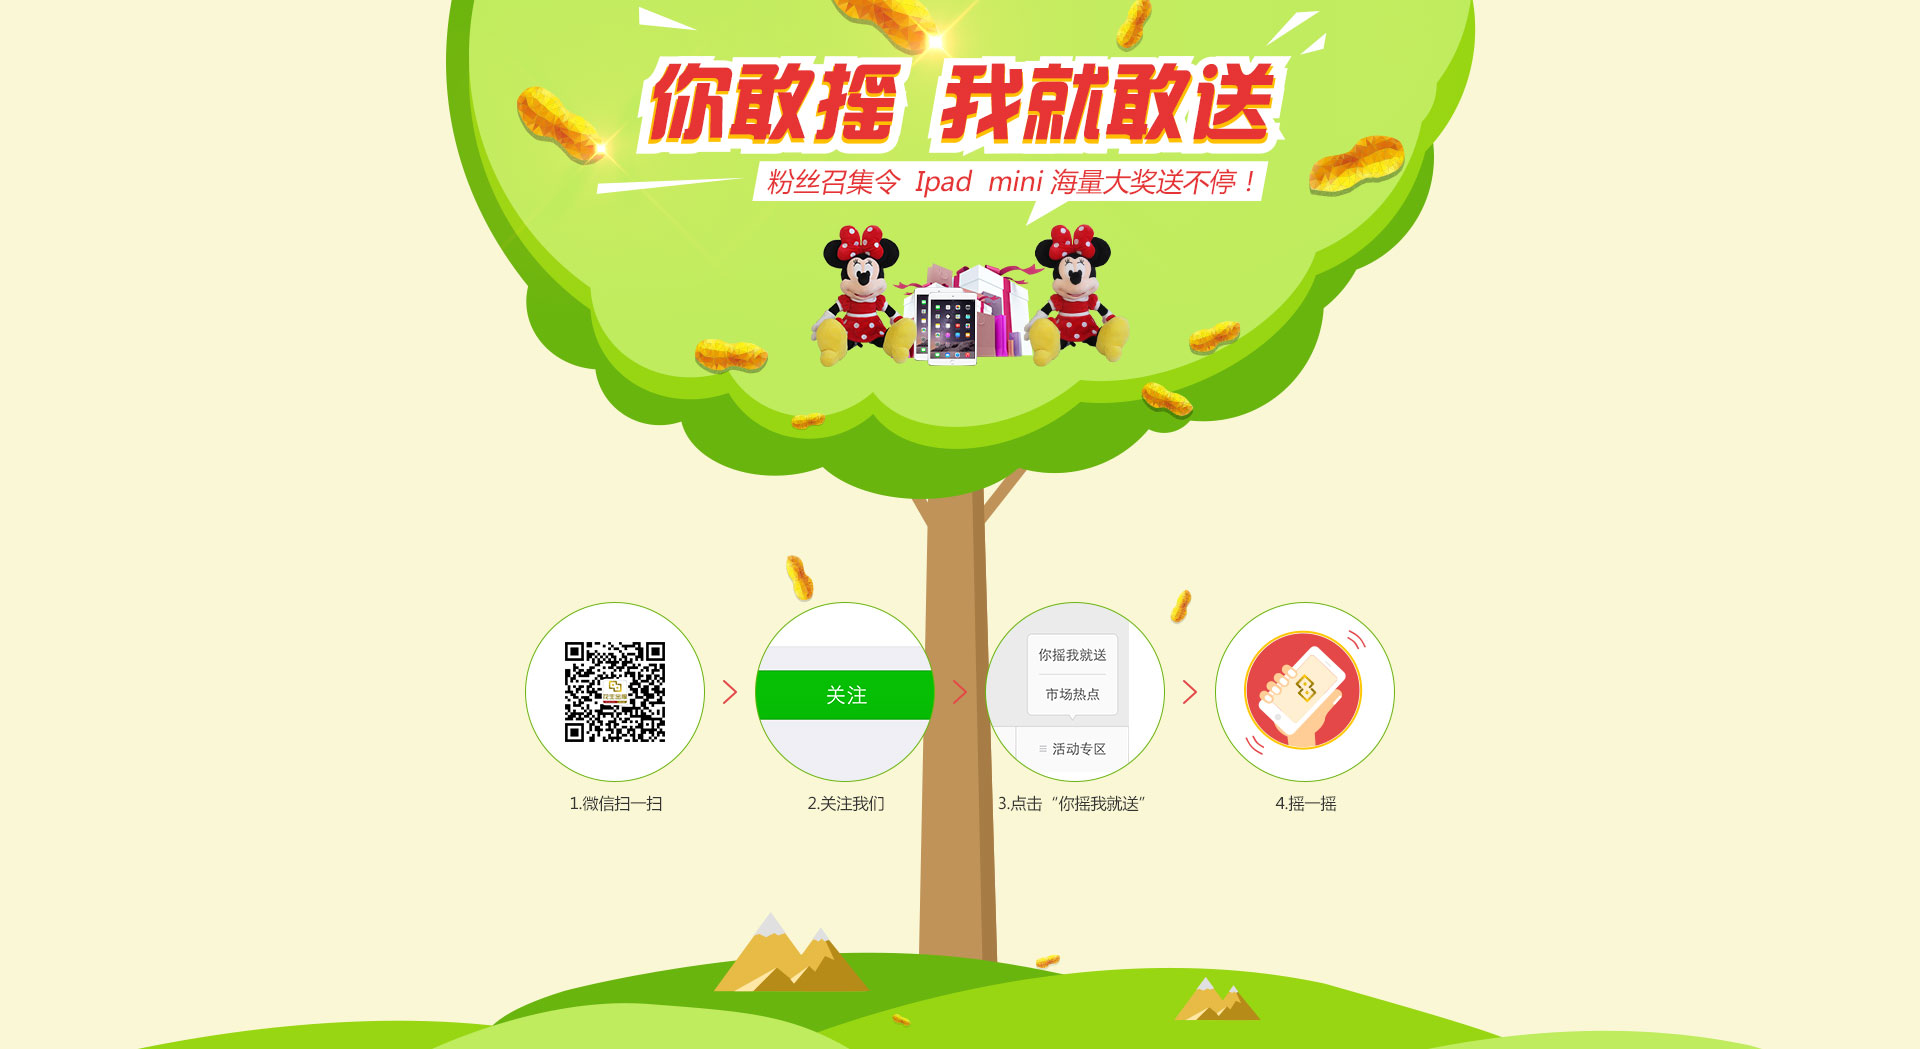 你敢摇 我就敢送
粉丝召集令 Ipad mini 海量大奖送不停！
关注
你摇我就送
市场热点
≡ 活动专区
1.微信扫一扫
2.关注我们
3.点击“你摇我就送”
4.摇一摇